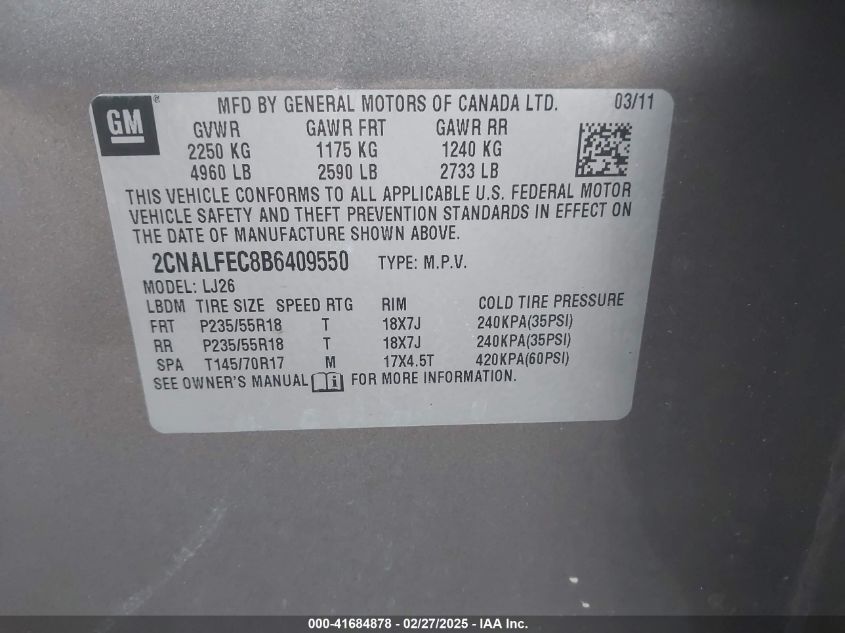 GM ®
MFD BY GENERAL MOTORS OF CANADA LTD. 03/11
GVWR GAWR FRT GAWR RR
2250 KG 1175 KG 1240 KG
4960 LB 2590 LB 2733 LB
THIS VEHICLE CONFORMS TO ALL APPLICABLE U.S. FEDERAL MOTOR
VEHICLE SAFETY AND THEFT PREVENTION STANDARDS IN EFFECT ON
THE DATE OF MANUFACTURE SHOWN ABOVE.
2CNALFEC8B6409550 TYPE: M.P.V.
MODEL: LJ26
LBDM TIRE SIZE SPEED RTG RIM COLD TIRE PRESSURE
FRT P235/55R18 T 18X7J 240KPA(35PSI)
RR P235/55R18 T 18X7J 240KPA(35PSI)
SPA T145/70R17 M 17X4.5T 420KPA(60PSI)
SEE OWNER'S MANUAL i FOR MORE INFORMATION.
000-41684878 - 02/27/2025 - IAA Inc.